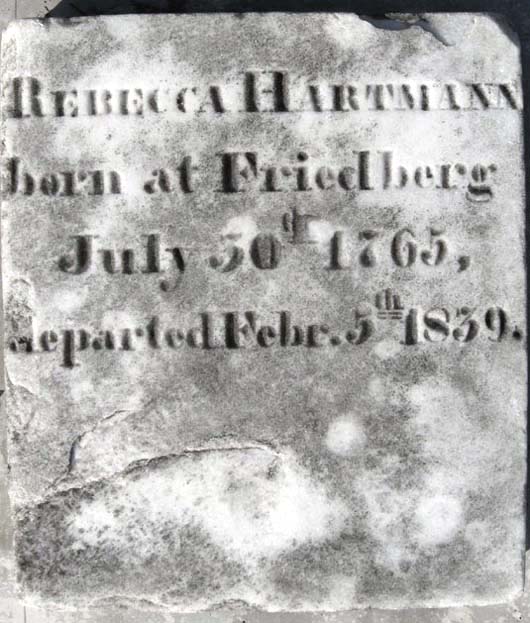 REBECCA HARTMANN
born at Friedberg
July 30th 1765,
departed Febr. 5th 1839.